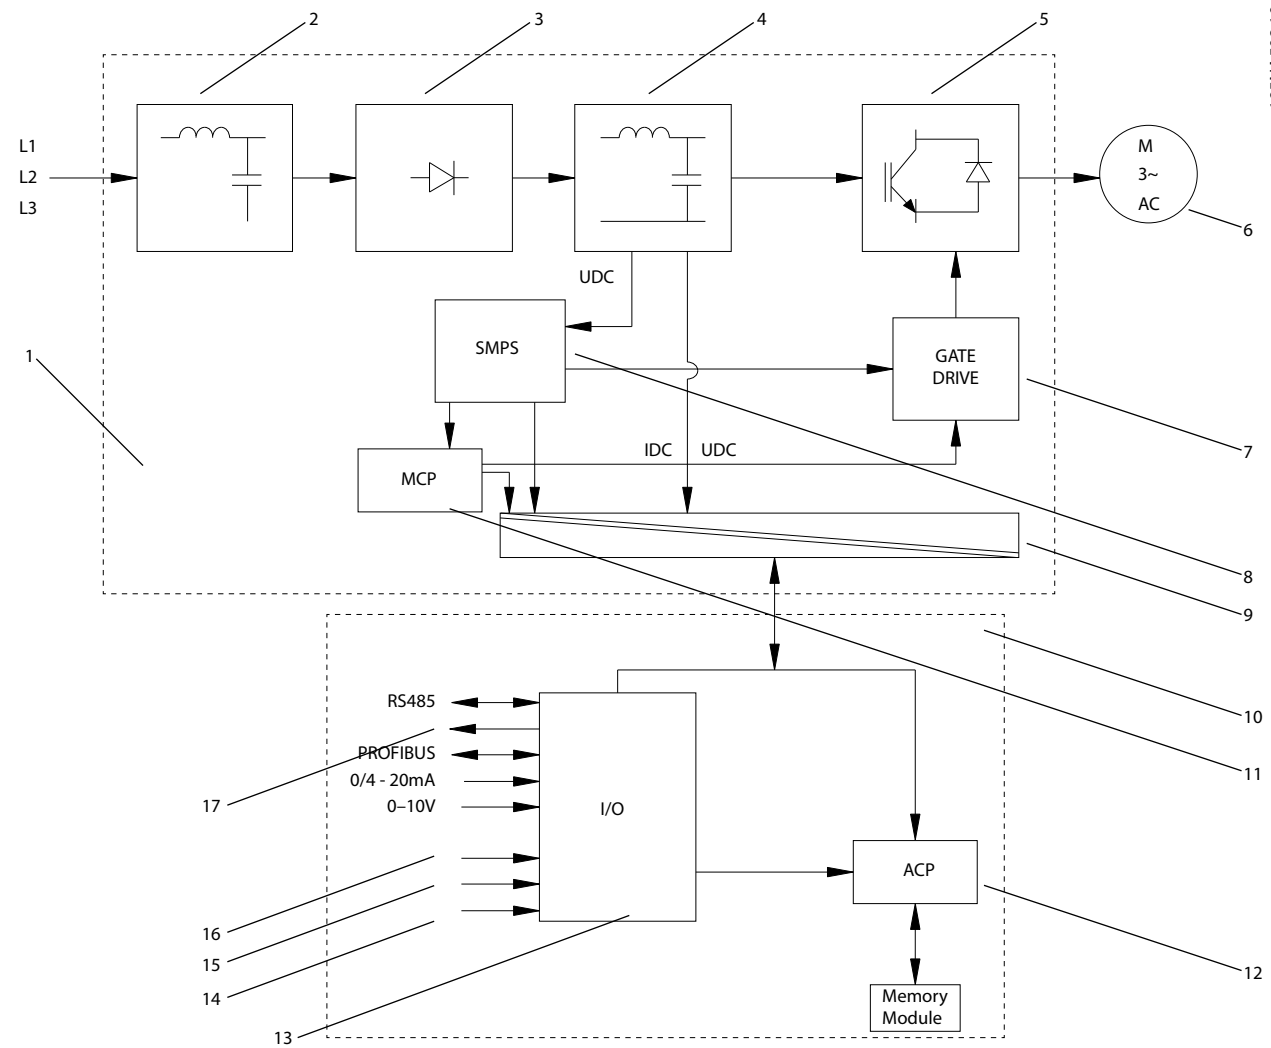 2
3
4
5
L1
L2
L3
M
3~
AC
6
UDC
SMPS
GATE
DRIVE
1
7
IDC
UDC
MCP
8
9
10
RS485
PROFIBUS
0/4 - 20mA
0–10V
I/O
11
17
ACP
16
15
14
12
Memory
Module
13